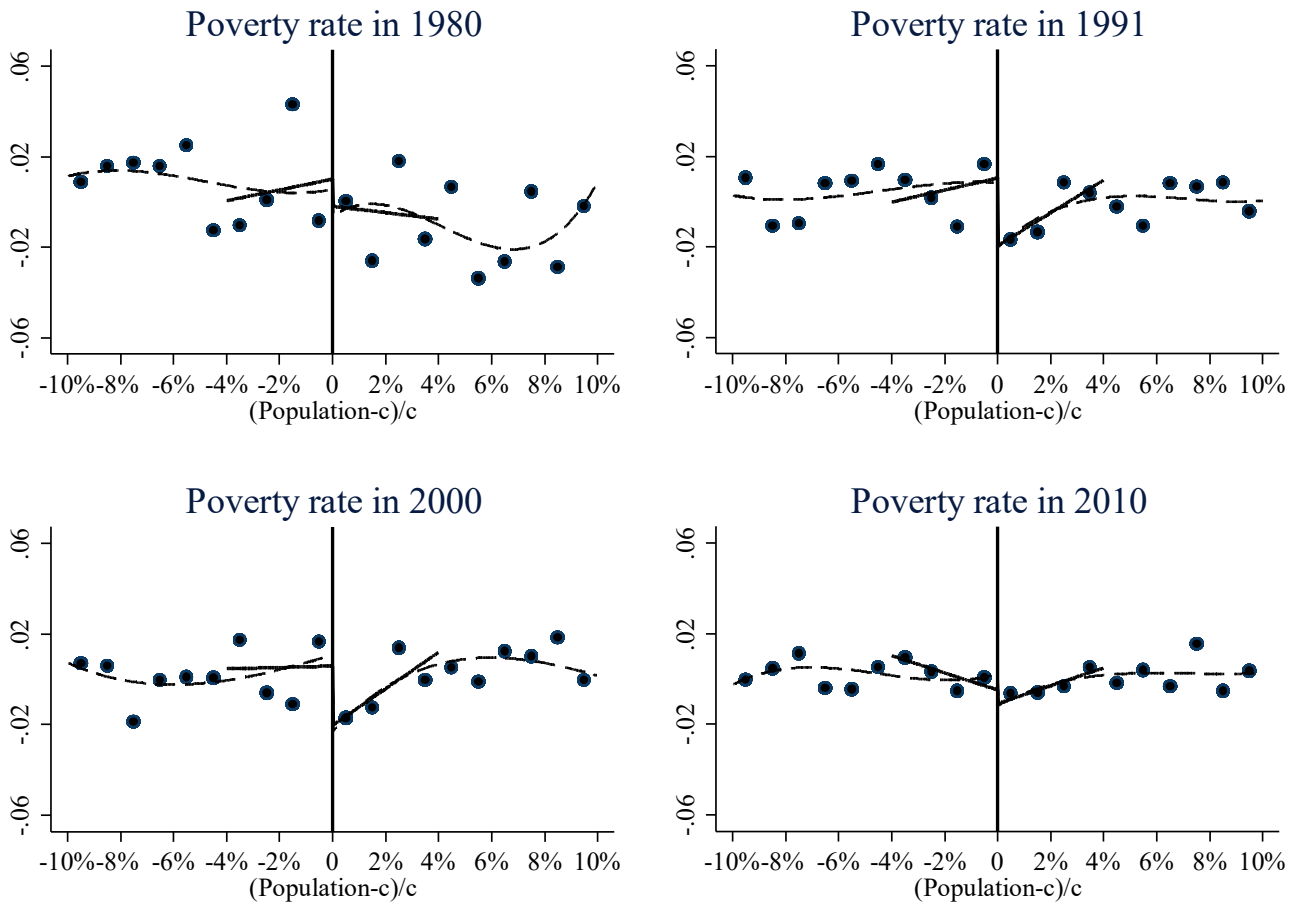 Poverty rate in 1980
.06
.02
-.02
-.06
-10% -8% -6% -4% -2% 0 2% 4% 6% 8% 10%
(Population-c)/c
Poverty rate in 1991
.06
.02
-.02
-.06
-10% -8% -6% -4% -2% 0 2% 4% 6% 8% 10%
(Population-c)/c
Poverty rate in 2000
.06
.02
-.02
-.06
-10% -8% -6% -4% -2% 0 2% 4% 6% 8% 10%
(Population-c)/c
Poverty rate in 2010
.06
.02
-.02
-.06
-10% -8% -6% -4% -2% 0 2% 4% 6% 8% 10%
(Population-c)/c